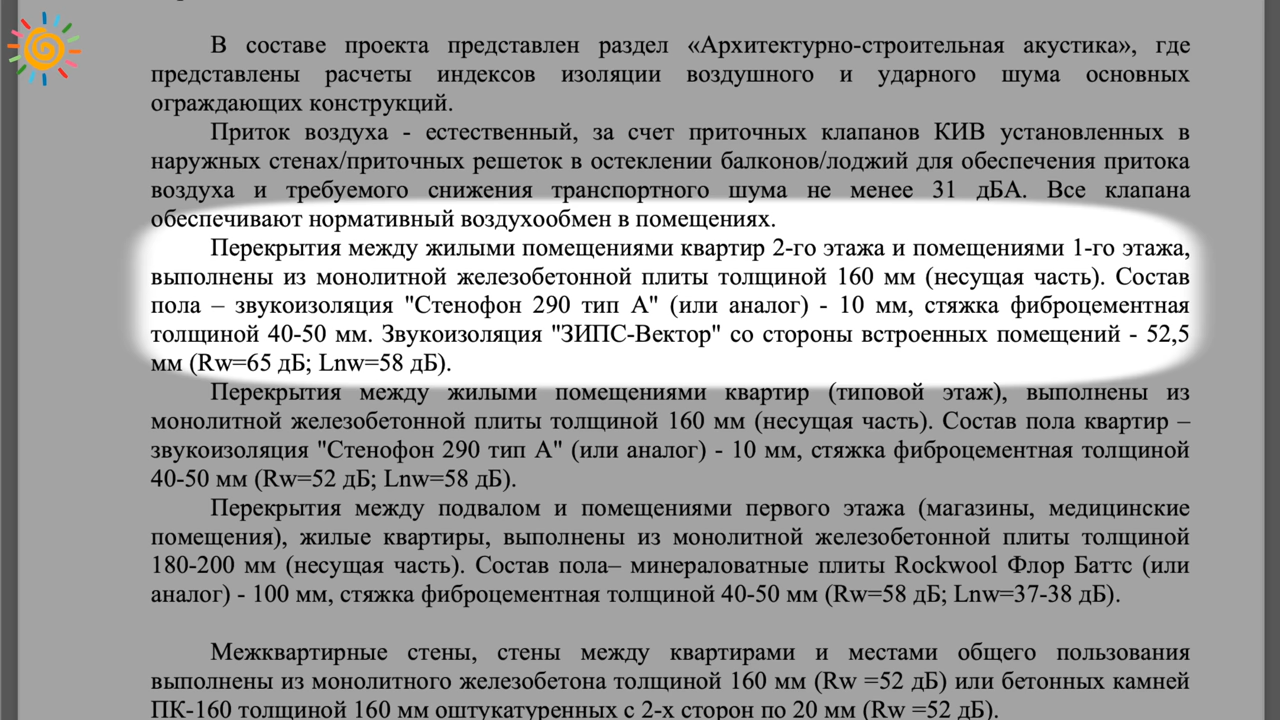 В составе проекта представлен раздел «Архитектурно-строительная акустика», где
представлены расчеты индексов изоляции воздушного и ударного шума основных
ограждающих конструкций.
Приток воздуха - естественный, за счет приточных клапанов КИВ установленных в
наружных стенах/приточных решеток в остеклении балконов/лоджий для обеспечения притока
воздуха и требуемого снижения транспортного шума не менее 31 дБА. Все клапана
обеспечивают нормативный воздухообмен в помещениях.
Перекрытия между жилыми помещениями квартир 2-го этажа и помещениями 1-го этажа,
выполнены из монолитной железобетонной плиты толщиной 160 мм (несущая часть). Состав
пола – звукоизоляция "Стенофон 290 тип А" (или аналог) - 10 мм, стяжка фиброцементная
толщиной 40-50 мм. Звукоизоляция "ЗИПС-Вектор" со стороны встроенных помещений - 52,5
мм (Rw=65 дБ; Lnw=58 дБ).
Перекрытия между жилыми помещениями квартир (типовой этаж), выполнены из
монолитной железобетонной плиты толщиной 160 мм (несущая часть). Состав пола квартир –
звукоизоляция "Стенофон 290 тип А" (или аналог) - 10 мм, стяжка фиброцементная толщиной
40-50 мм (Rw=52 дБ; Lnw=58 дБ).
Перекрытия между подвалом и помещениями первого этажа (магазины, медицинские
помещения), жилые квартиры, выполнены из монолитной железобетонной плиты толщиной
180-200 мм (несущая часть). Состав пола– минераловатные плиты Rockwool Флор Баттс (или
аналог) - 100 мм, стяжка фиброцементная толщиной 40-50 мм (Rw=58 дБ; Lnw=37-38 дБ).
Межквартирные стены, стены между квартирами и местами общего пользования
выполнены из монолитного железобетона толщиной 160 мм (Rw =52 дБ) или бетонных камней
ПК-160 толщиной 160 мм оштукатуренных с 2-х сторон по 20 мм (Rw =52 дБ).